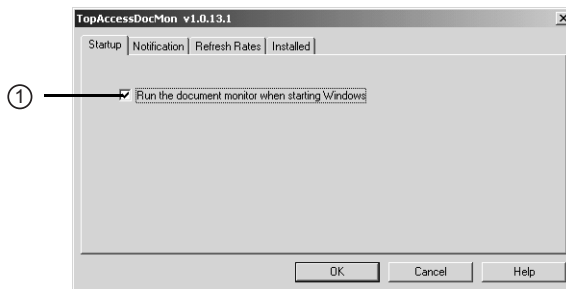 TopAccessDocMon v1.0.13.1
Startup Notification Refresh Rates Installed
1 Run the document monitor when starting Windows
OK Cancel Help